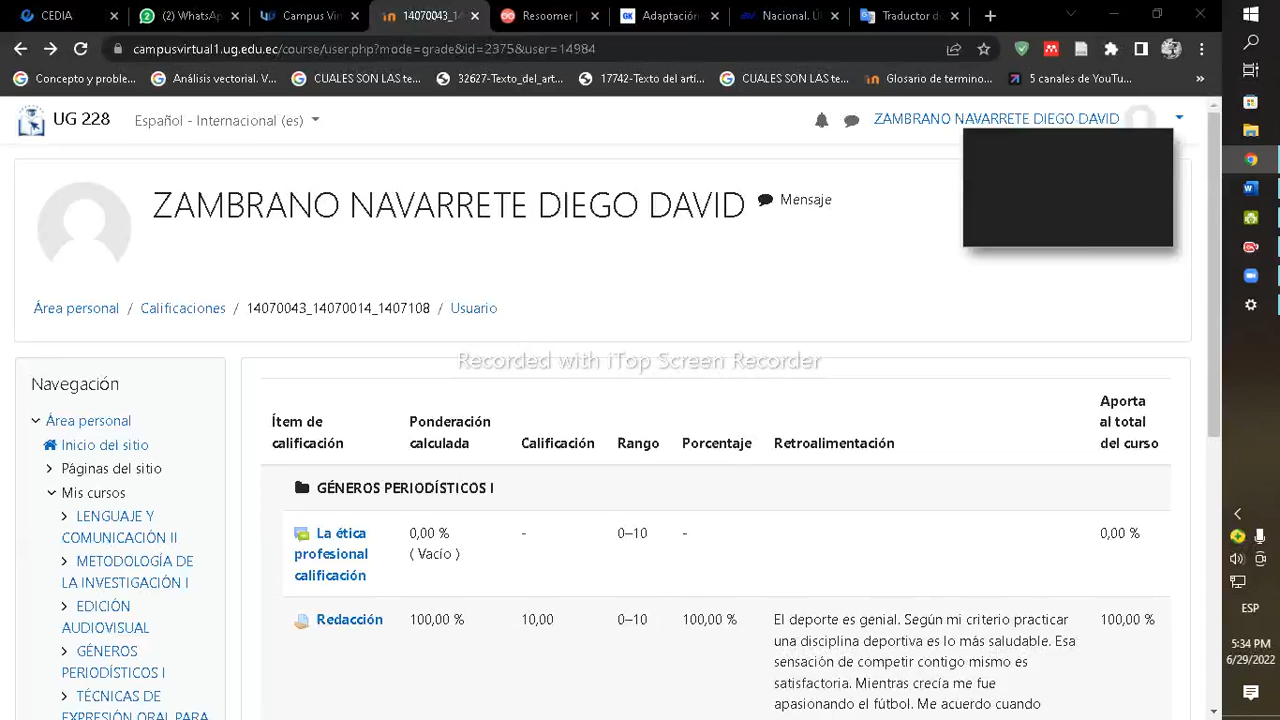 CEDIA
(2) WhatsA
Campus Vir
14070043_14
Resoomer |
Adaptación
Nacional. Ú
Traductor d
campusvirtual1.ug.edu.ec/course/user.php?mode=grade&id=2375&user=14984
Concepto y proble...
Análisis vectorial. V...
CUALES SON LAS te...
32627-Texto_del_art...
17742-Texto del artí...
CUALES SON LAS te...
Glosario de termino...
5 canales de YouTu...
»
UG 228
Español - Internacional (es)
ZAMBRANO NAVARRETE DIEGO DAVID
ZAMBRANO NAVARRETE DIEGO DAVID
Mensaje
Área personal / Calificaciones / 14070043_14070014_1407108 / Usuario
Recorded with iTop Screen Recorder
Navegación
Área personal
Inicio del sitio
Páginas del sitio
Mis cursos
LENGUAJE Y
COMUNICACIÓN II
METODOLOGÍA DE
LA INVESTIGACIÓN I
EDICIÓN
AUDIOVISUAL
GÉNEROS
PERIODÍSTICOS I
TÉCNICAS DE
EXPRESIÓN ORAL PARA
Ítem de
calificación
Ponderación
calculada
Calificación
Rango
Porcentaje
Retroalimentación
Aporta
al total
del curso
GÉNEROS PERIODÍSTICOS I
La ética
profesional
calificación
0,00 %
( Vacío )
-
0–10
-
0,00 %
Redacción
100,00 %
10,00
0–10
100,00 %
El deporte es genial. Según mi criterio practicar
una disciplina deportiva es lo más saludable. Esa
sensación de competir contigo mismo es
satisfactoria. Mientras crecía me fue
apasionando el fútbol. Me acuerdo cuando
100,00 %
ESP
5:34 PM
6/29/2022